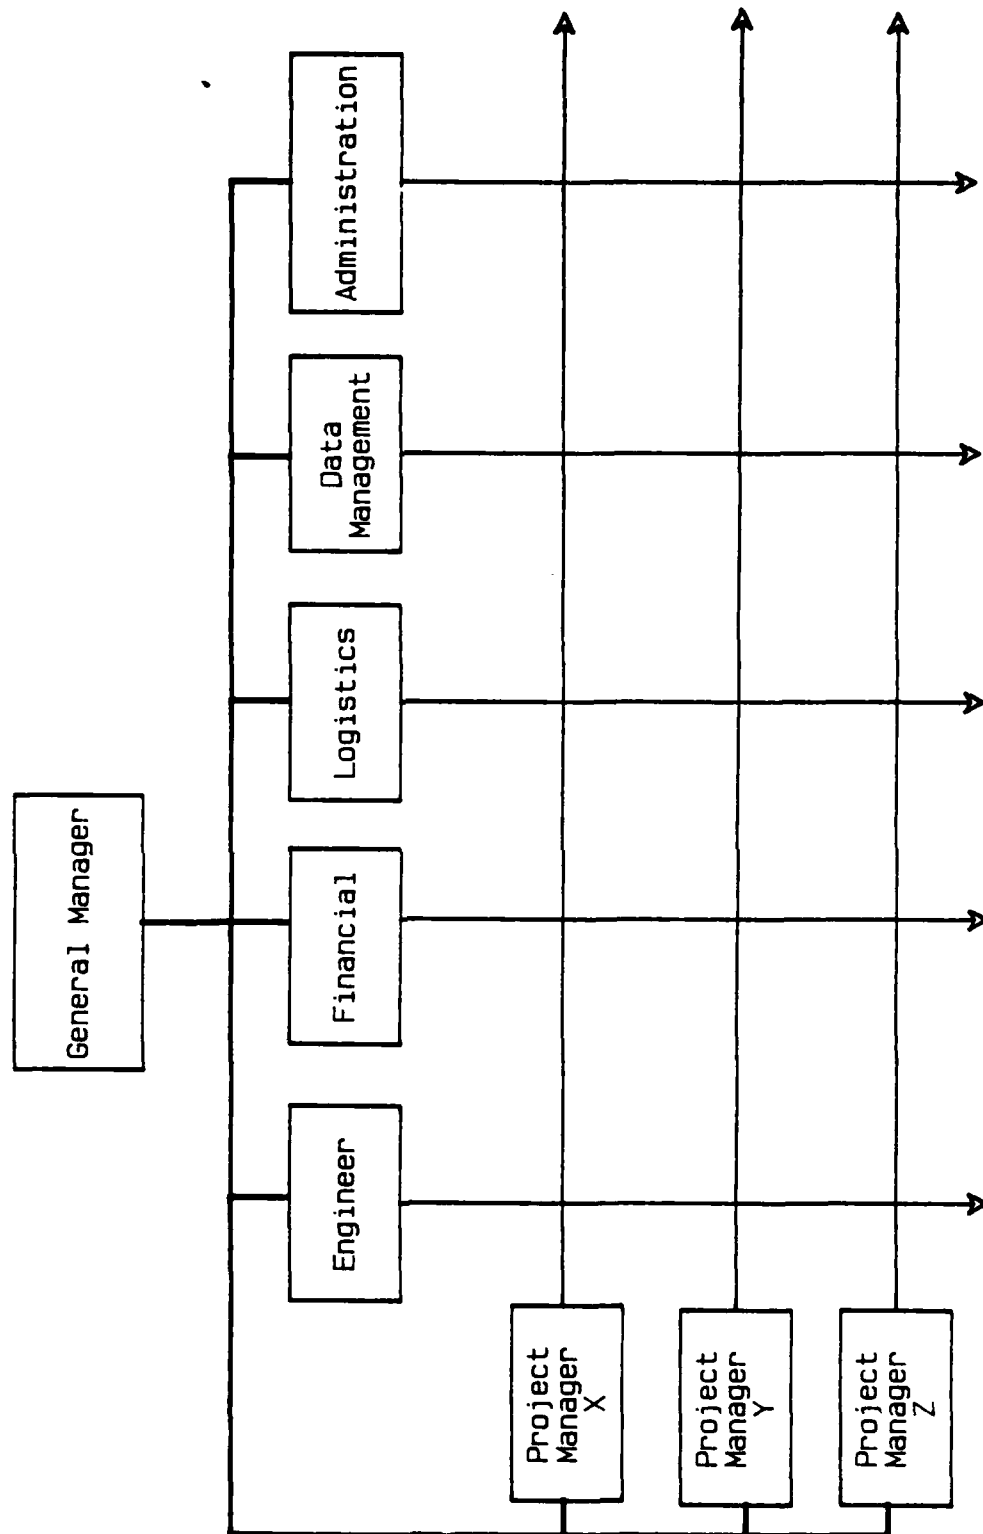 General Manager
Engineer
Financial
Logistics
Data
Management
Administration
Project
Manager
X
Project
Manager
Y
Project
Manager
Z